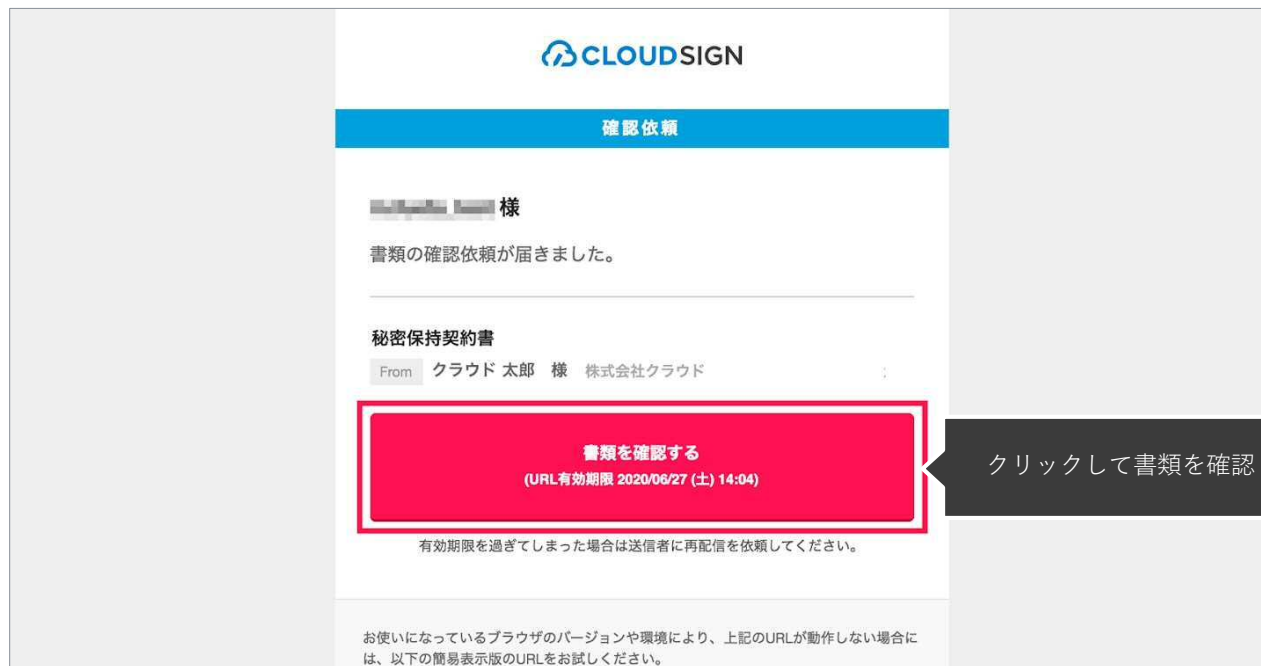 CLOUDSIGN
確認依頼
様
書類の確認依頼が届きました。
秘密保持契約書
From クラウド 太郎 様 株式会社クラウド
書類を確認する
(URL有効期限 2020/06/27 (土) 14:04)
クリックして書類を確認
有効期限を過ぎてしまった場合は送信者に再配信を依頼してください。
お使いになっているブラウザのバージョンや環境により、上記のURLが動作しない場合に
は、以下の簡易表示版のURLをお試しください。